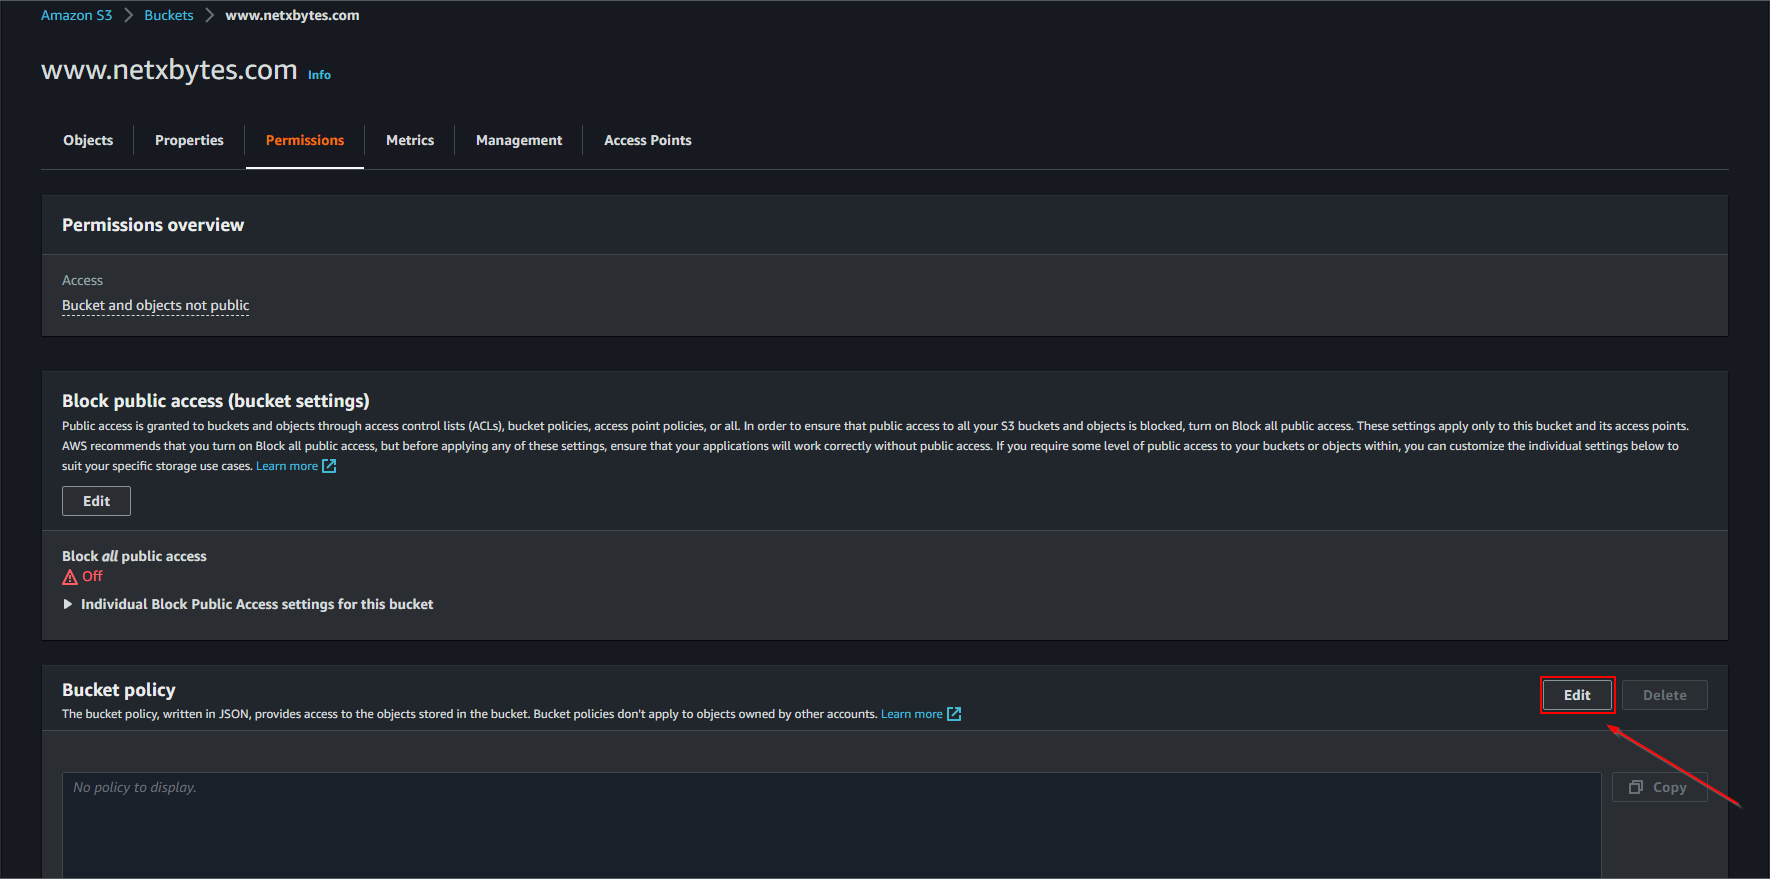 Amazon S3 > Buckets > www.netxbytes.com
www.netxbytes.com Info
Objects Properties Permissions Metrics Management Access Points
Permissions overview
Access
Bucket and objects not public
Block public access (bucket settings)
Public access is granted to buckets and objects through access control lists (ACLs), bucket policies, access point policies, or all. In order to ensure that public access to all your S3 buckets and objects is blocked, turn on Block all public access. These settings apply only to this bucket and its access points.
AWS recommends that you turn on Block all public access, but before applying any of these settings, ensure that your applications will work correctly without public access. If you require some level of public access to your buckets or objects within, you can customize the individual settings below to
suit your specific storage use cases. Learn more
Edit
Block all public access
Off
Individual Block Public Access settings for this bucket
Bucket policy
Edit Delete
The bucket policy, written in JSON, provides access to the objects stored in the bucket. Bucket policies don't apply to objects owned by other accounts. Learn more
No policy to display.
Copy